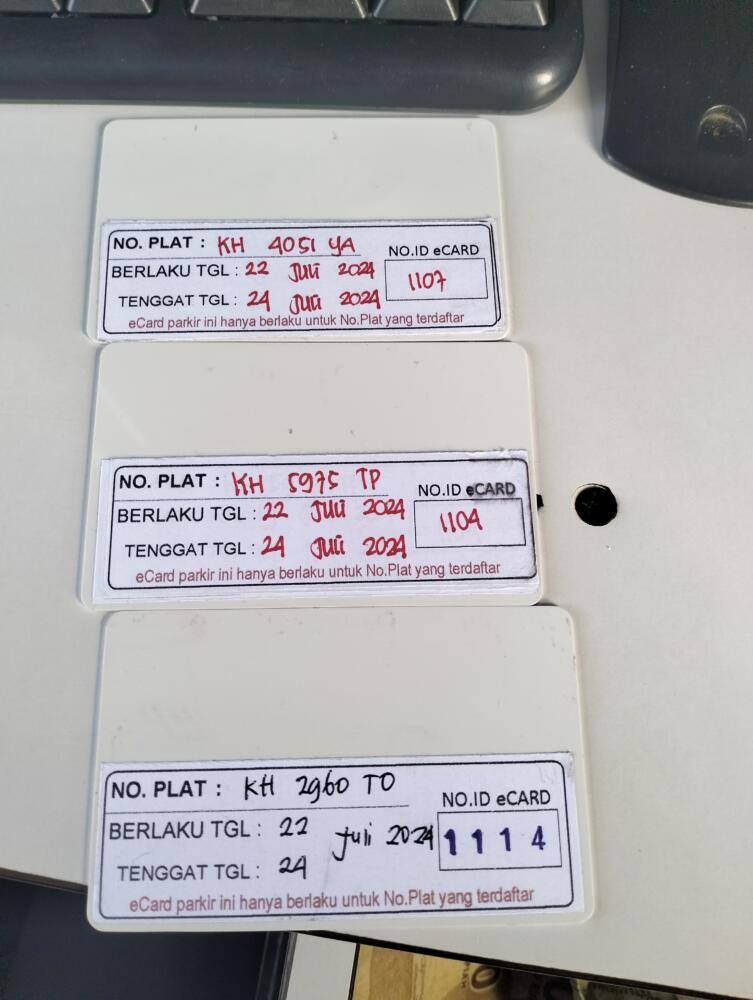 NO. PLAT : KH 4051 YA
NO.ID eCARD
BERLAKU TGL : 22 Juli 2024
1107
TENGGAT TGL : 24 Juli 2024
eCard parkir ini hanya berlaku untuk No.Plat yang terdaftar
NO. PLAT : KH 5975 TP
NO.ID eCARD
BERLAKU TGL : 22 Juli 2024
1104
TENGGAT TGL : 24 Juli 2024
eCard parkir ini hanya berlaku untuk No.Plat yang terdaftar
NO. PLAT : KH 2960 TO
NO.ID eCARD
BERLAKU TGL : 22 Juli 2024
1114
TENGGAT TGL : 24
eCard parkir ini hanya berlaku untuk No.Plat yang terdaftar